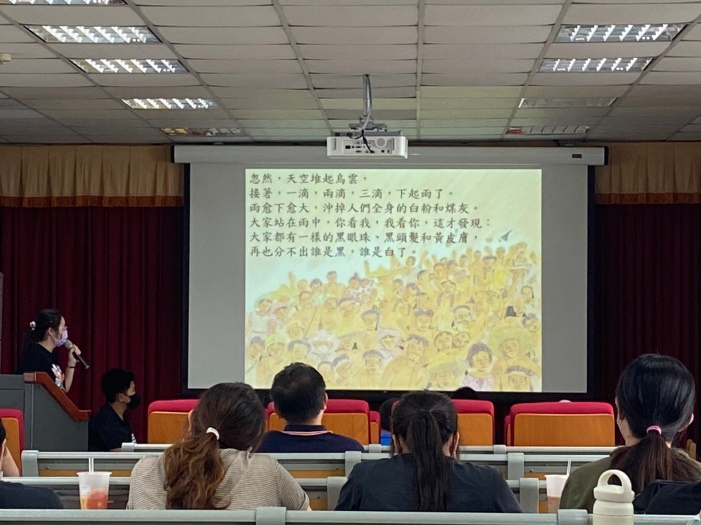 忽然，天空堆起烏雲，
接著，一滴，兩滴，三滴，下起雨了。
雨愈下愈大，沖掉人們全身的白粉和煤灰。
大家站在雨中，你看我，我看你，這才發現：
大家都有一樣的黑眼珠、黑頭髮和黃皮膚，
再也分不出誰是黑，誰是白了。